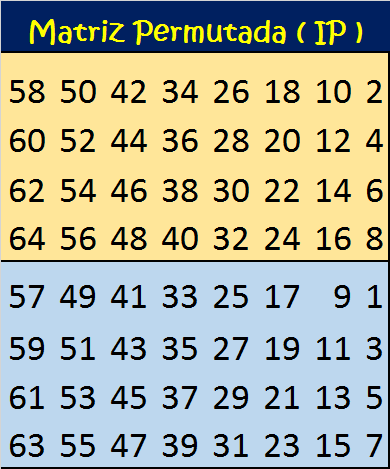 Matriz Permutada ( IP )
58 50 42 34 26 18 10 2
60 52 44 36 28 20 12 4
62 54 46 38 30 22 14 6
64 56 48 40 32 24 16 8
57 49 41 33 25 17 9 1
59 51 43 35 27 19 11 3
61 53 45 37 29 21 13 5
63 55 47 39 31 23 15 7